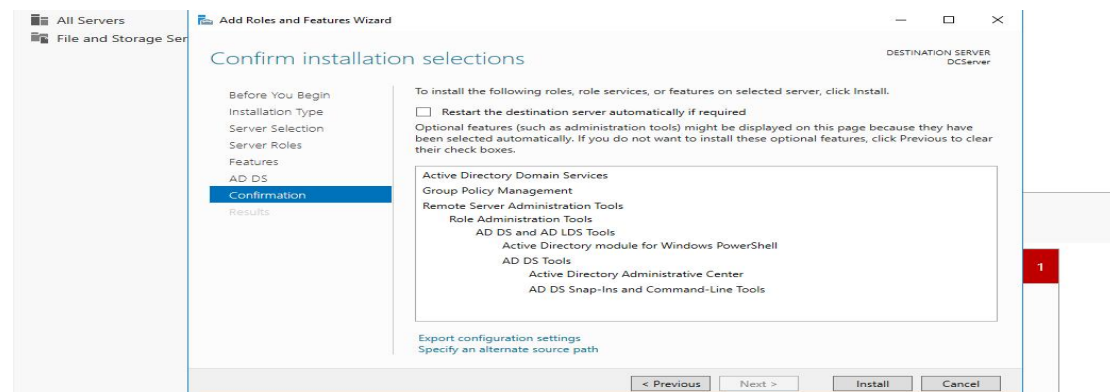 All Servers
File and Storage Ser
Add Roles and Features Wizard
Confirm installation selections
DESTINATION SERVER
DCServer
Before You Begin
Installation Type
Server Selection
Server Roles
Features
AD DS
Confirmation
Results
To install the following roles, role services, or features on selected server, click Install.
Restart the destination server automatically if required
Optional features (such as administration tools) might be displayed on this page because they have
been selected automatically. If you do not want to install these optional features, click Previous to clear
their check boxes.
Active Directory Domain Services
Group Policy Management
Remote Server Administration Tools
Role Administration Tools
AD DS and AD LDS Tools
Active Directory module for Windows PowerShell
AD DS Tools
Active Directory Administrative Center
AD DS Snap-Ins and Command-Line Tools
Export configuration settings
Specify an alternate source path
< Previous
Next >
Install
Cancel
1